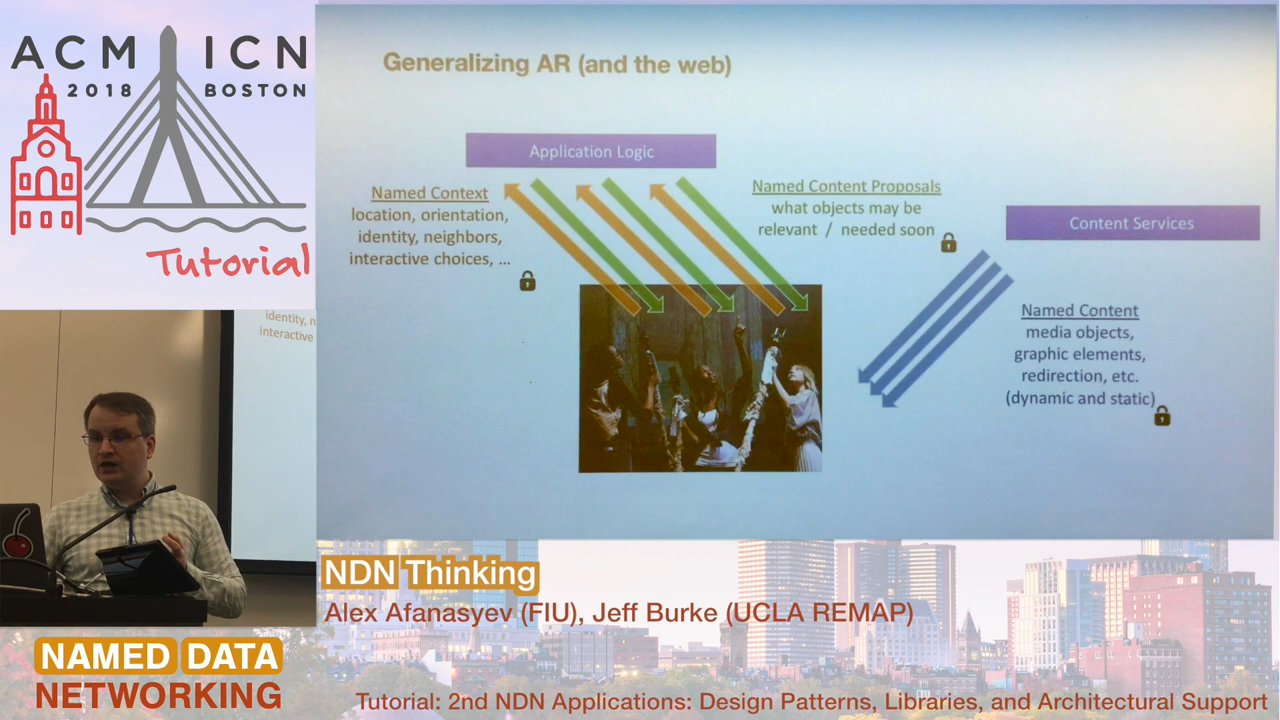 ACM ICN
2018 BOSTON
Tutorial
Generalizing AR (and the web)
Application Logic
Named Context
location, orientation,
identity, neighbors,
interactive choices, ...
Named Content Proposals
what objects may be
relevant / needed soon
Content Services
Named Content
media objects,
graphic elements,
redirection, etc.
(dynamic and static)
identity, n
interactive
NDN Thinking
Alex Afanasyev (FIU), Jeff Burke (UCLA REMAP)
NAMED DATA
NETWORKING
Tutorial: 2nd NDN Applications: Design Patterns, Libraries, and Architectural Support